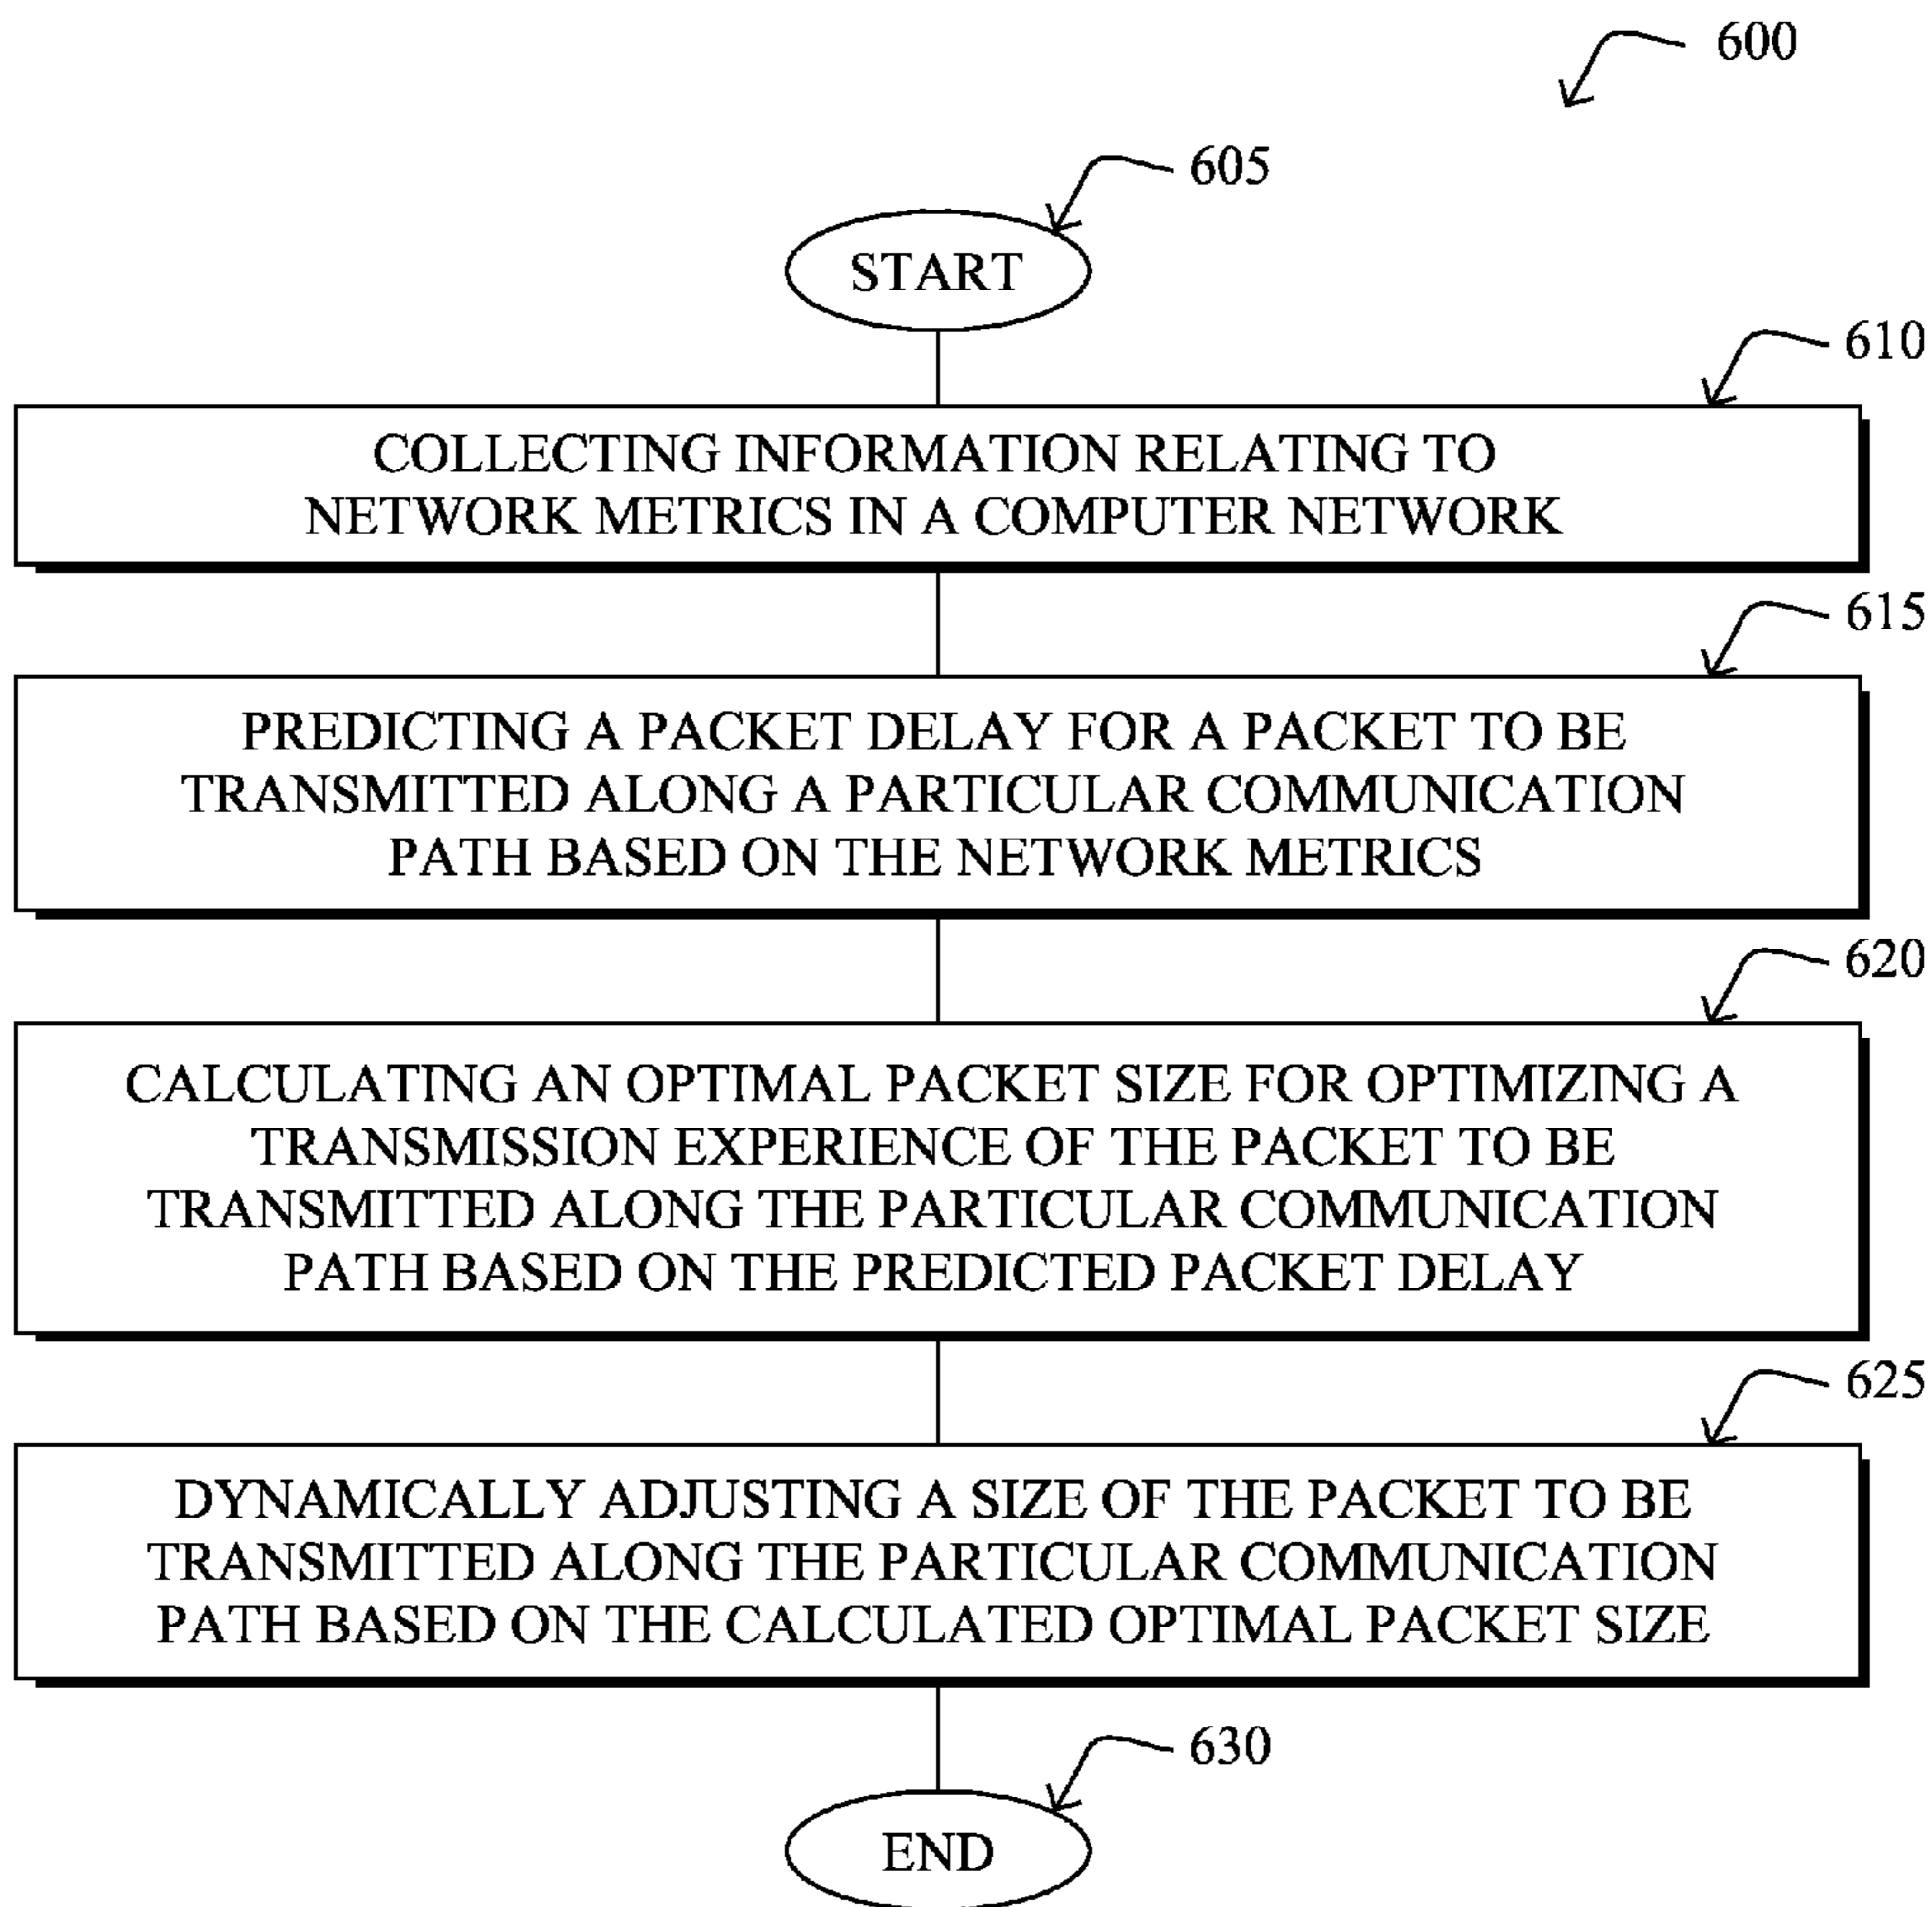 600
605
START
610
COLLECTING INFORMATION RELATING TO
NETWORK METRICS IN A COMPUTER NETWORK
615
PREDICTING A PACKET DELAY FOR A PACKET TO BE
TRANSMITTED ALONG A PARTICULAR COMMUNICATION
PATH BASED ON THE NETWORK METRICS
620
CALCULATING AN OPTIMAL PACKET SIZE FOR OPTIMIZING A
TRANSMISSION EXPERIENCE OF THE PACKET TO BE
TRANSMITTED ALONG THE PARTICULAR COMMUNICATION
PATH BASED ON THE PREDICTED PACKET DELAY
625
DYNAMICALLY ADJUSTING A SIZE OF THE PACKET TO BE
TRANSMITTED ALONG THE PARTICULAR COMMUNICATION
PATH BASED ON THE CALCULATED OPTIMAL PACKET SIZE
630
END